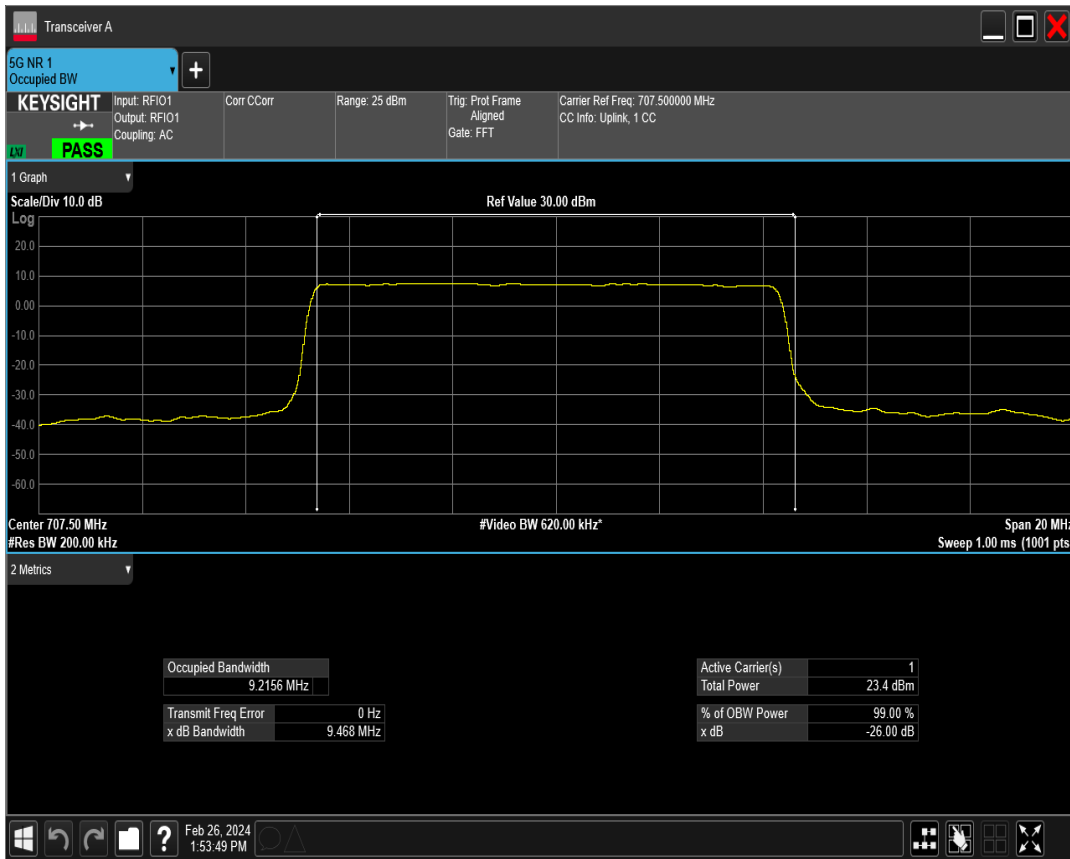 Transceiver A
5G NR 1
Occupied BW
+
KEYSIGHT
LXI
PASS
Input: RFIO1
Output: RFIO1
Coupling: AC
Corr CCorr
Range: 25 dBm
Trig: Prot Frame
Aligned
Gate: FFT
Carrier Ref Freq: 707.500000 MHz
CC Info: Uplink, 1 CC
1 Graph
Scale/Div 10.0 dB
Ref Value 30.00 dBm
Log
20.0
10.0
0.00
-10.0
-20.0
-30.0
-40.0
-50.0
-60.0
Center 707.50 MHz
#Video BW 620.00 kHz*
Span 20 MHz
#Res BW 200.00 kHz
Sweep 1.00 ms (1001 pts
2 Metrics
Occupied Bandwidth
9.2156 MHz
Transmit Freq Error 0 Hz
x dB Bandwidth 9.468 MHz
Active Carrier(s) 1
Total Power 23.4 dBm
% of OBW Power 99.00 %
x dB -26.00 dB
?
Feb 26, 2024
1:53:49 PM